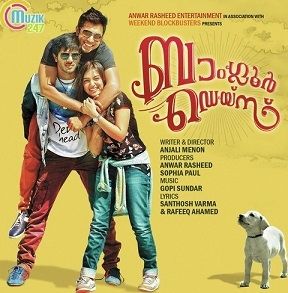 MUZIK
247
ANWAR RASHEED ENTERTAINMENT IN ASSOCIATION WITH
WEEKEND BLOCKBUSTERS PRESENTS
ബാംഗ്ലൂർ
ഡെയ്സ്
WRITER & DIRECTOR
ANJALI MENON
PRODUCERS
ANWAR RASHEED
SOPHIA PAUL
MUSIC
GOPI SUNDAR
LYRICS
SANTHOSH VARMA
& RAFEEQ AHAMED
head